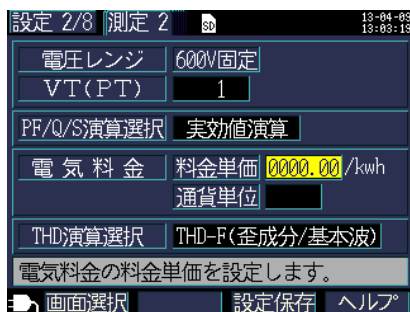 設定 2/8 測定 2 SD 13-04-09
13:03:19
電圧レンジ 600V固定
VT(PT) 1
PF/Q/S演算選択 実効値演算
電気料金 料金単価 0000.00 /kwh
通貨単位
THD演算選択 THD-F(歪成分/基本波)
電気料金の料金単価を設定します。
画面選択 設定保存 ヘルプ